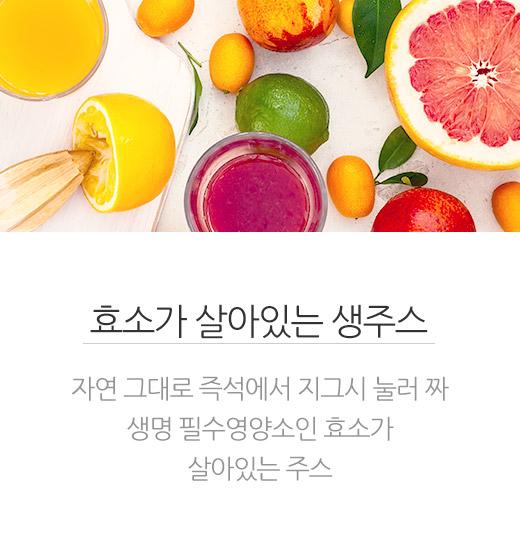 효소가 살아있는 생주스
자연 그대로 즉석에서 지그시 눌러 짜
생명 필수영양소인 효소가
살아있는 주스